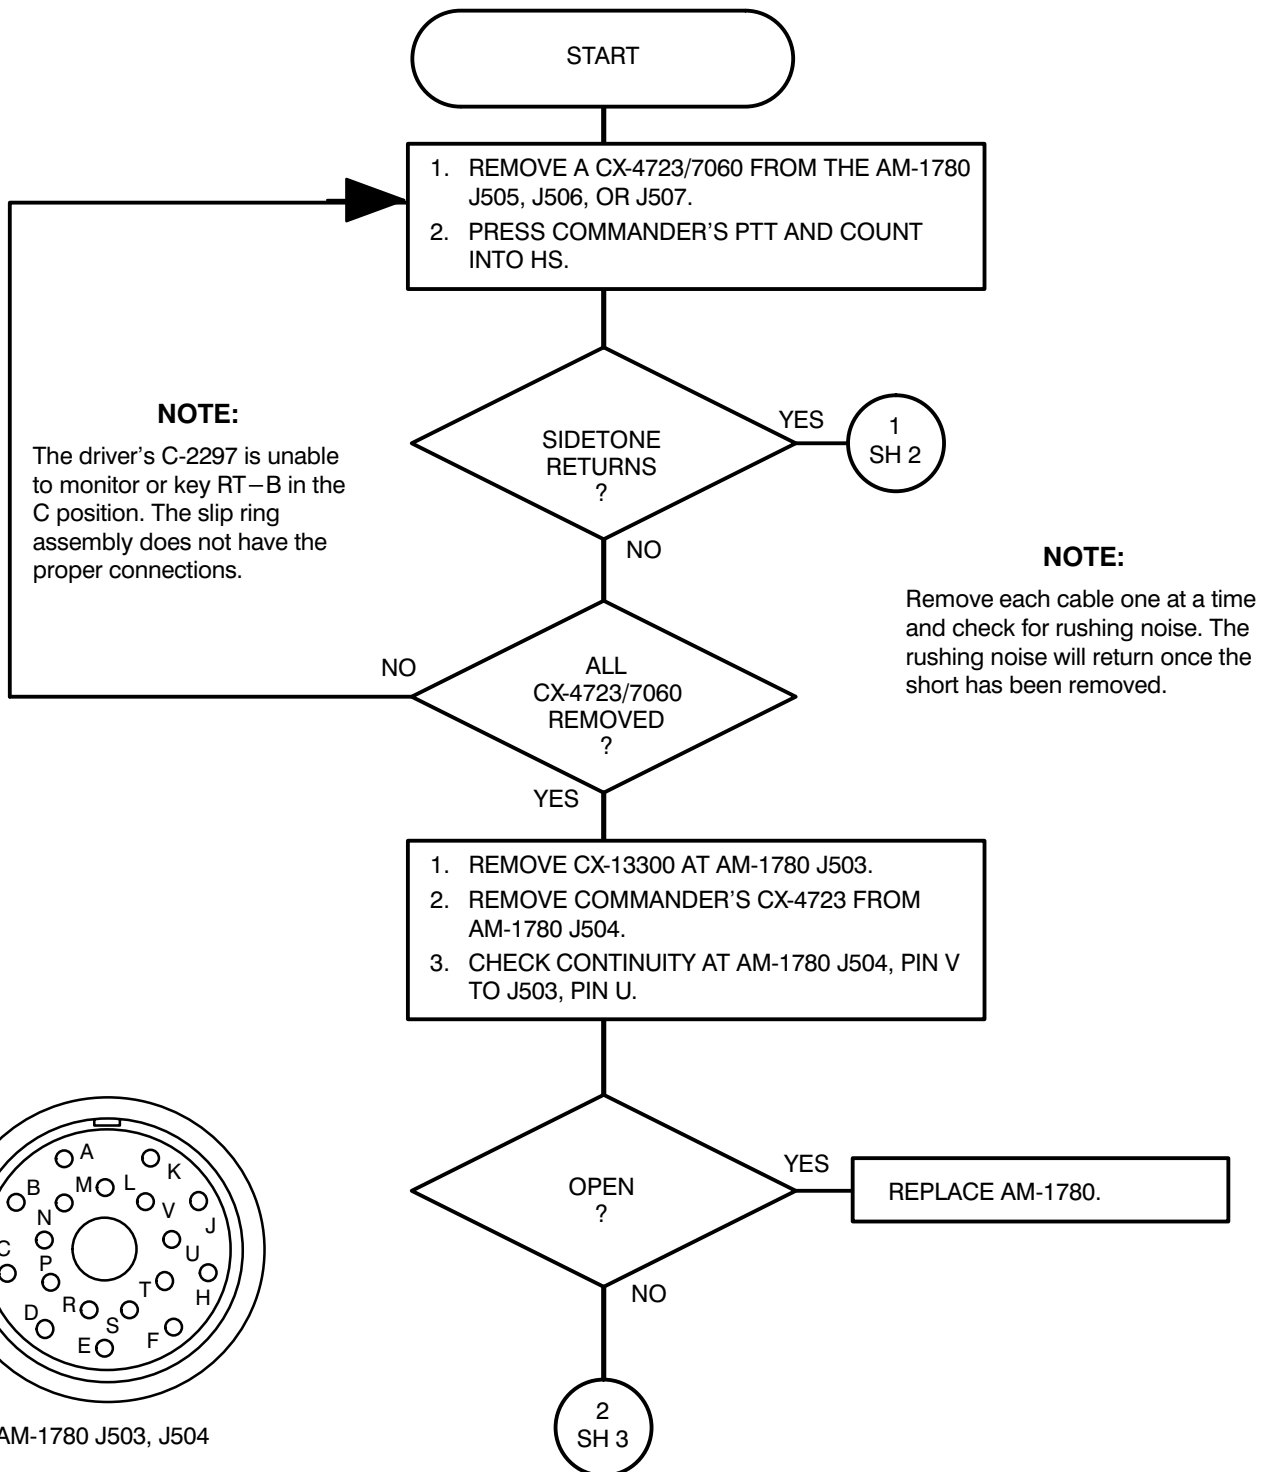 START
1. REMOVE A CX-4723/7060 FROM THE AM-1780
J505, J506, OR J507.
2. PRESS COMMANDER'S PTT AND COUNT
INTO HS.
NOTE:
The driver's C-2297 is unable
to monitor or key RT−B in the
C position. The slip ring
assembly does not have the
proper connections.
SIDETONE
RETURNS
?
YES
1
SH 2
NO
NOTE:
Remove each cable one at a time
and check for rushing noise. The
rushing noise will return once the
short has been removed.
NO
ALL
CX-4723/7060
REMOVED
?
YES
1. REMOVE CX-13300 AT AM-1780 J503.
2. REMOVE COMMANDER'S CX-4723 FROM
AM-1780 J504.
3. CHECK CONTINUITY AT AM-1780 J504, PIN V
TO J503, PIN U.
OPEN
?
YES
REPLACE AM-1780.
NO
2
SH 3
A
K
B
M
L
V
J
N
C
P
U
T
H
D
R
S
F
E
AM-1780 J503, J504